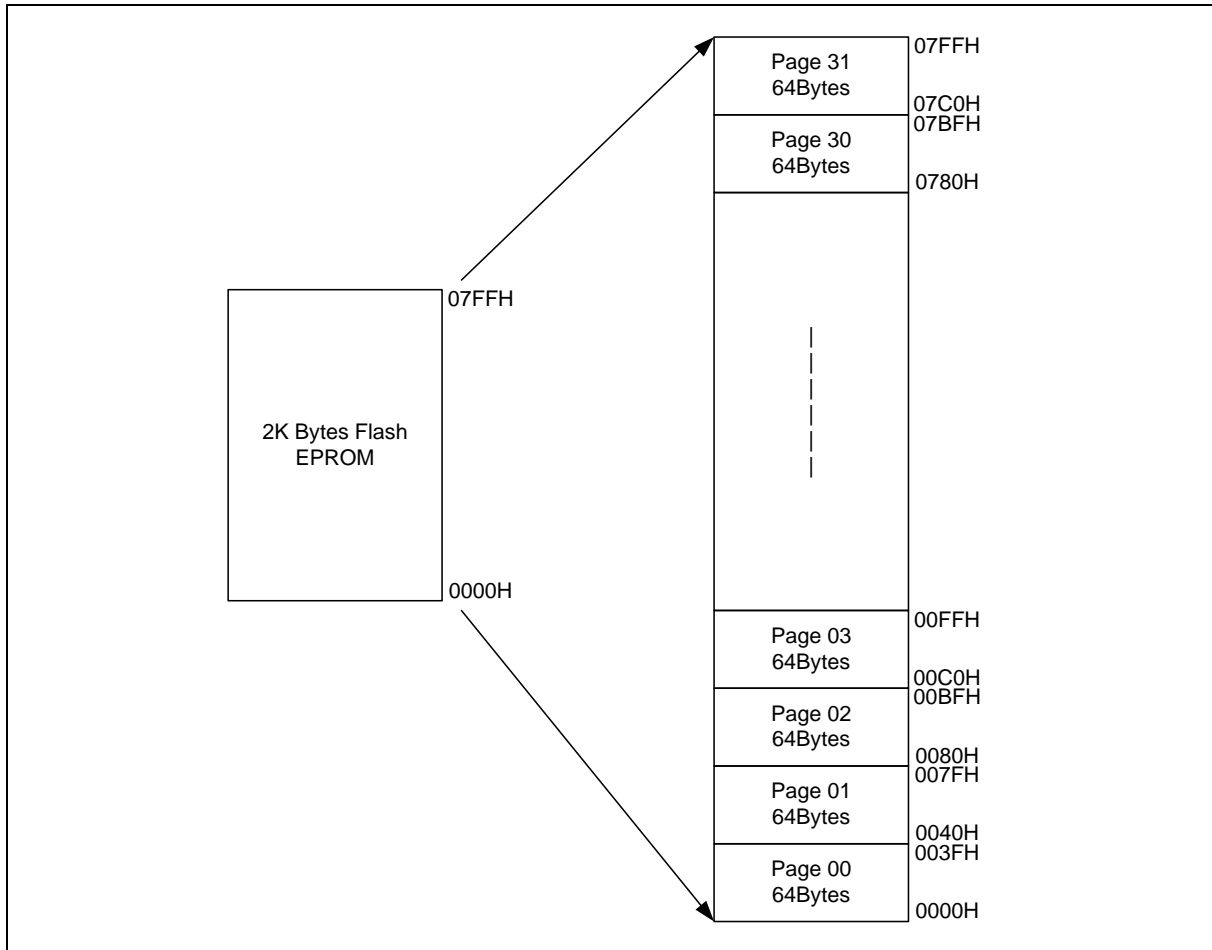 07FFH
2K Bytes Flash
EPROM
0000H
Page 31
64Bytes
07FFH
07C0H
Page 30
64Bytes
07BFH
0780H
Page 03
64Bytes
00FFH
00C0H
Page 02
64Bytes
00BFH
0080H
Page 01
64Bytes
007FH
0040H
Page 00
64Bytes
003FH
0000H